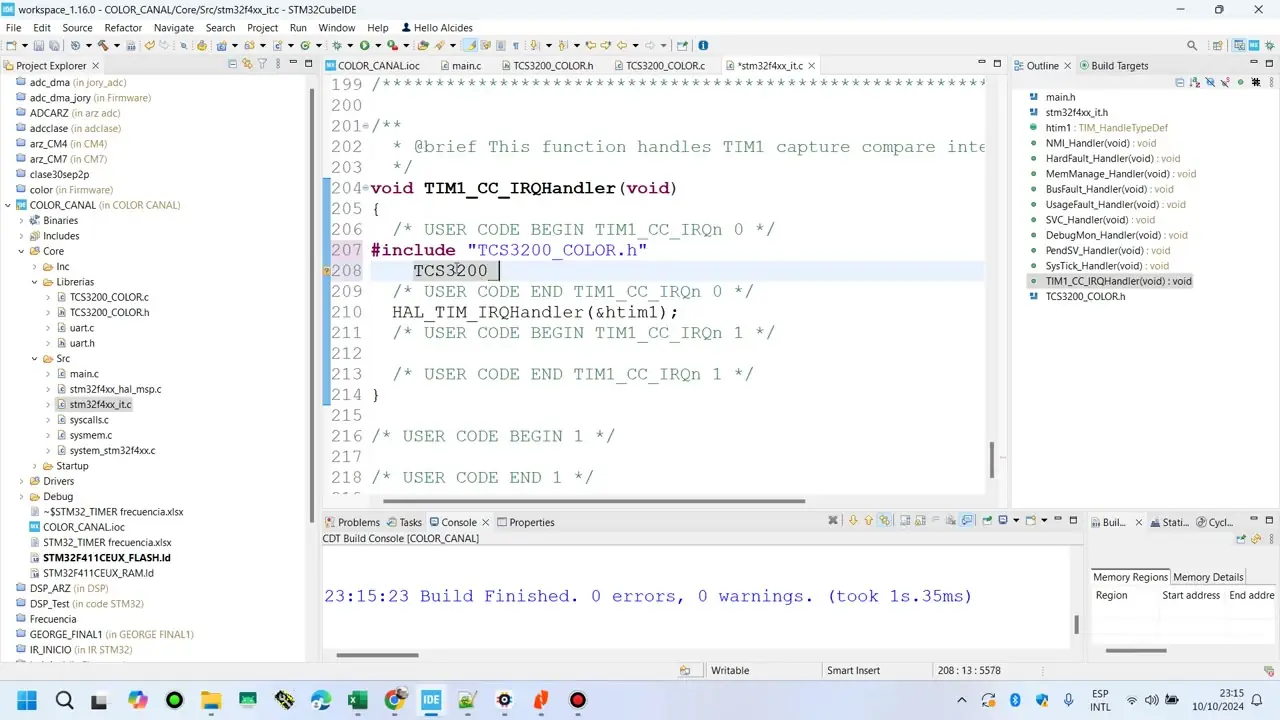 workspace_1.16.0 - COLOR_CANAL/Core/Src/stm32f4xx_it.c - STM32CubeIDE
File Edit Source Refactor Navigate Search Project Run Window Help Hello Alcides
Project Explorer
adc_dma (in jory_adc)
adc_dma_jory (in Firmware)
ADCARZ (in arz adc)
adcclase (in adclase)
arz_CM4 (in CM4)
arz_CM7 (in CM7)
clase30sep2p
color (in Firmware)
COLOR_CANAL (in COLOR CANAL)
Binaries
Includes
Core
Inc
Librerias
TCS3200_COLOR.c
TCS3200_COLOR.h
uart.c
uart.h
Src
main.c
stm32f4xx_hal_msp.c
stm32f4xx_it.c
syscalls.c
sysmem.c
system_stm32f4xx.c
Startup
Drivers
Debug
~$STM32_TIMER frecuencia.xlsx
COLOR_CANAL.ioc
STM32_TIMER frecuencia.xlsx
STM32F411CEUX_FLASH.ld
STM32F411CEUX_RAM.ld
DSP_ARZ (in DSP)
DSP_Test (in code STM32)
Frecuencia
GEORGE_FINAL1 (in GEORGE FINAL1)
IR_INICIO (in IR STM32)
COLOR_CANAL.ioc main.c TCS3200_COLOR.h TCS3200_COLOR.c *stm32f4xx_it.c
199 /**********************************************************
200
201 /**
202 * @brief This function handles TIM1 capture compare inte
203 */
204 void TIM1_CC_IRQHandler(void)
205 {
206 /* USER CODE BEGIN TIM1_CC_IRQn 0 */
207 #include "TCS3200_COLOR.h"
208 TCS3200_
209 /* USER CODE END TIM1_CC_IRQn 0 */
210 HAL_TIM_IRQHandler(&htim1);
211 /* USER CODE BEGIN TIM1_CC_IRQn 1 */
212
213 /* USER CODE END TIM1_CC_IRQn 1 */
214 }
215
216 /* USER CODE BEGIN 1 */
217
218 /* USER CODE END 1 */
Outline Build Targets
main.h
stm32f4xx_it.h
htim1 : TIM_HandleTypeDef
NMI_Handler(void) : void
HardFault_Handler(void) : void
MemManage_Handler(void) : void
BusFault_Handler(void) : void
UsageFault_Handler(void) : void
SVC_Handler(void) : void
DebugMon_Handler(void) : void
PendSV_Handler(void) : void
SysTick_Handler(void) : void
TIM1_CC_IRQHandler(void) : void
TCS3200_COLOR.h
Problems Tasks Console Properties
CDT Build Console [COLOR_CANAL]
23:15:23 Build Finished. 0 errors, 0 warnings. (took 1s.35ms)
Buil... Stati... Cycl...
Memory Regions Memory Details
Region Start address End addre
Writable Smart Insert 208 : 13 : 5578
IDE
ESP
INTL
23:15
10/10/2024